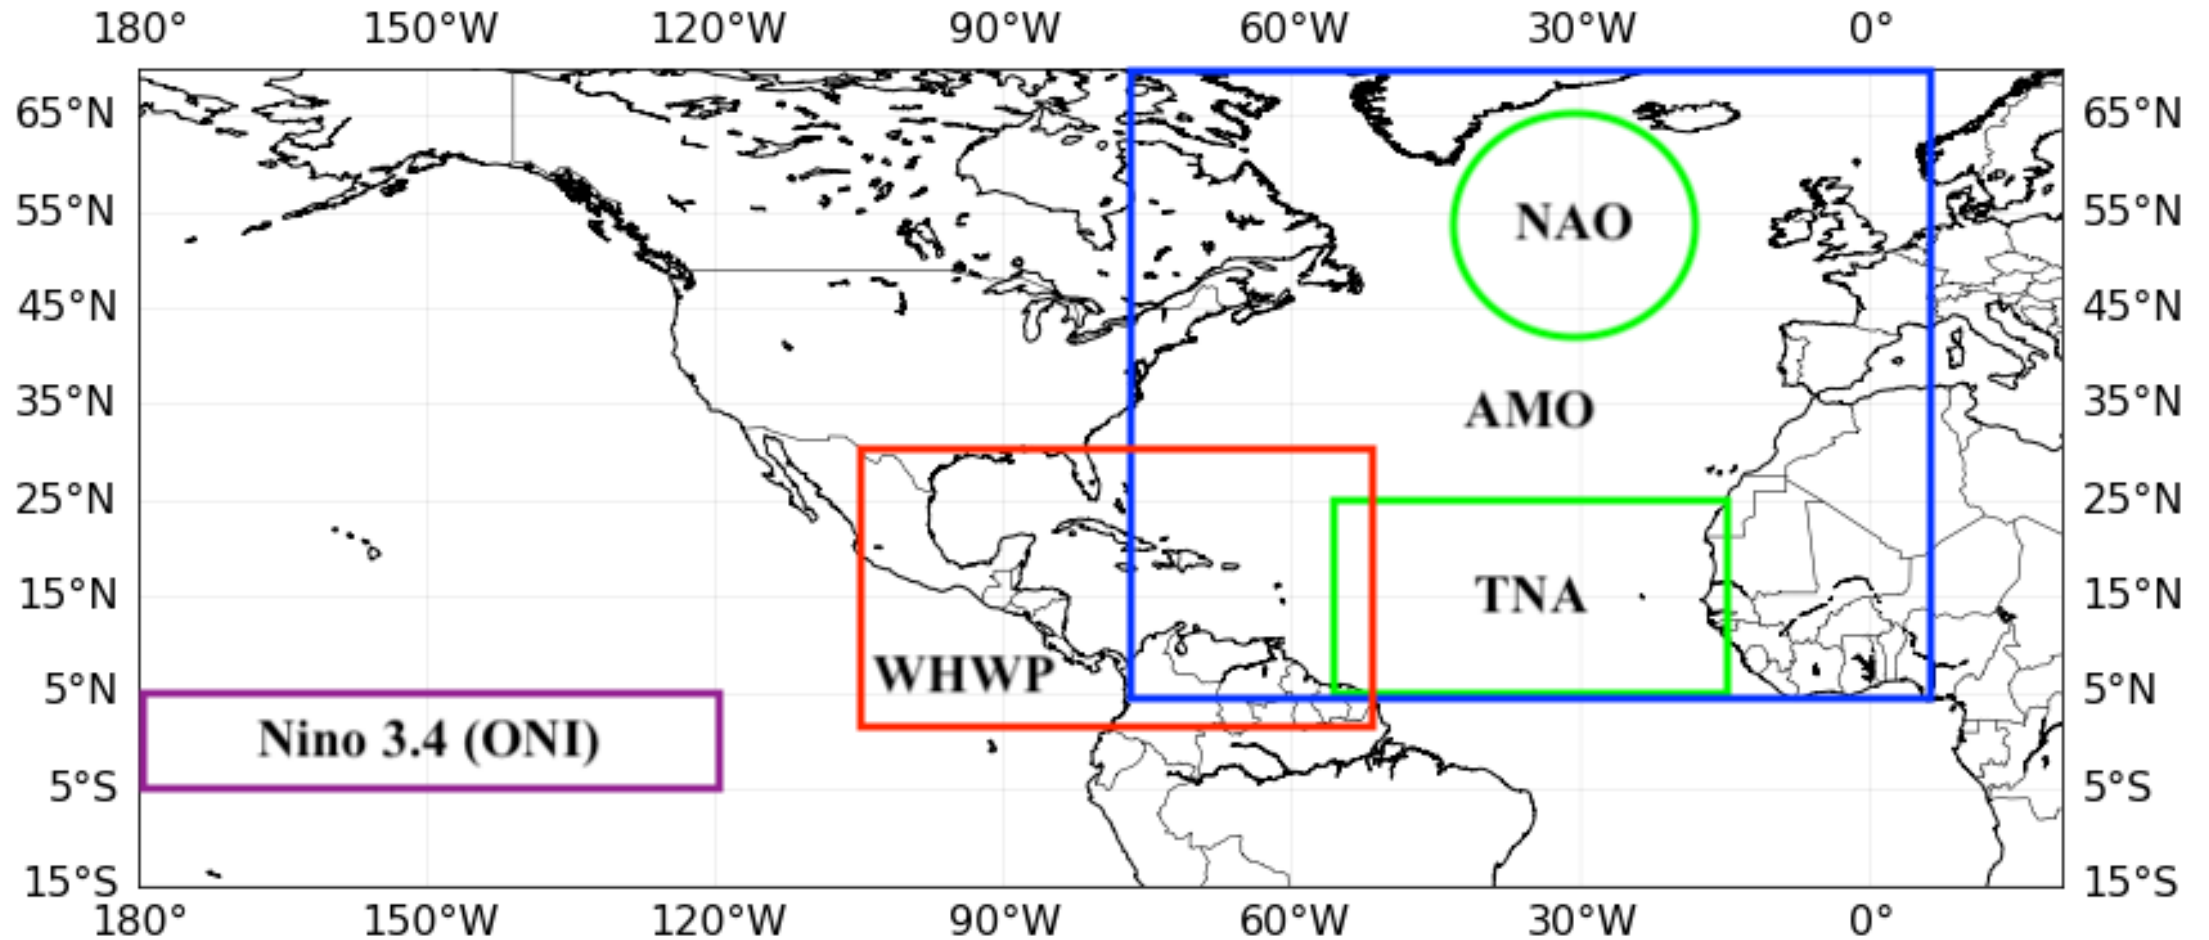 180° 150°W 120°W 90°W 60°W 30°W 0°
65°N 65°N
55°N NAO 55°N
45°N 45°N
35°N AMO 35°N
25°N 25°N
15°N TNA 15°N
WHWP
5°N 5°N
Nino 3.4 (ONI)
5°S 5°S
15°S 15°S
180° 150°W 120°W 90°W 60°W 30°W 0°